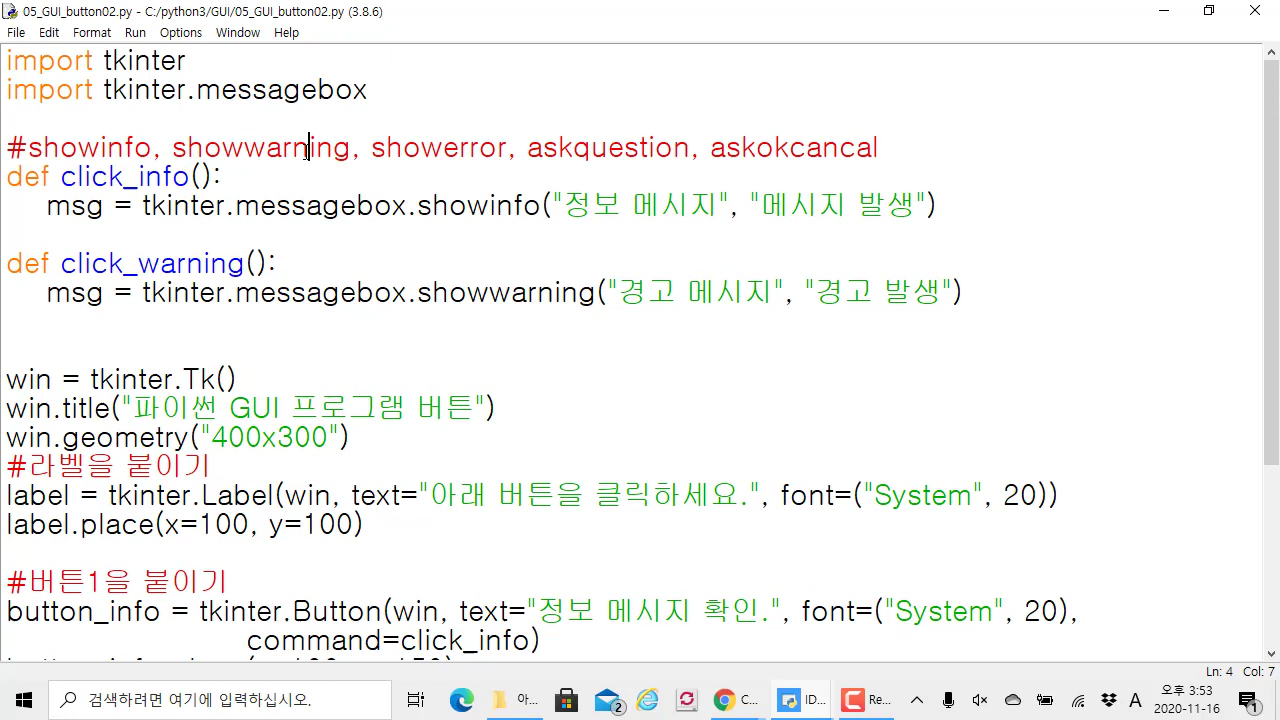 05_GUI_button02.py - C:/python3/GUI/05_GUI_button02.py (3.8.6)
File Edit Format Run Options Window Help
import tkinter
import tkinter.messagebox
#showinfo, showwarning, showerror, askquestion, askokcancal
def click_info():
msg = tkinter.messagebox.showinfo("정보 메시지", "메시지 발생")
def click_warning():
msg = tkinter.messagebox.showwarning("경고 메시지", "경고 발생")
win = tkinter.Tk()
win.title("파이썬 GUI 프로그램 버튼")
win.geometry("400x300")
#라벨을 붙이기
label = tkinter.Label(win, text="아래 버튼을 클릭하세요.", font=("System", 20))
label.place(x=100, y=100)
#버튼1을 붙이기
button_info = tkinter.Button(win, text="정보 메시지 확인.", font=("System", 20),
command=click_info)
Ln: 4 Col: 7
검색하려면 여기에 입력하십시오.
아...
2
C...
ID...
Re...
A
오후 3:53
2020-11-16
1